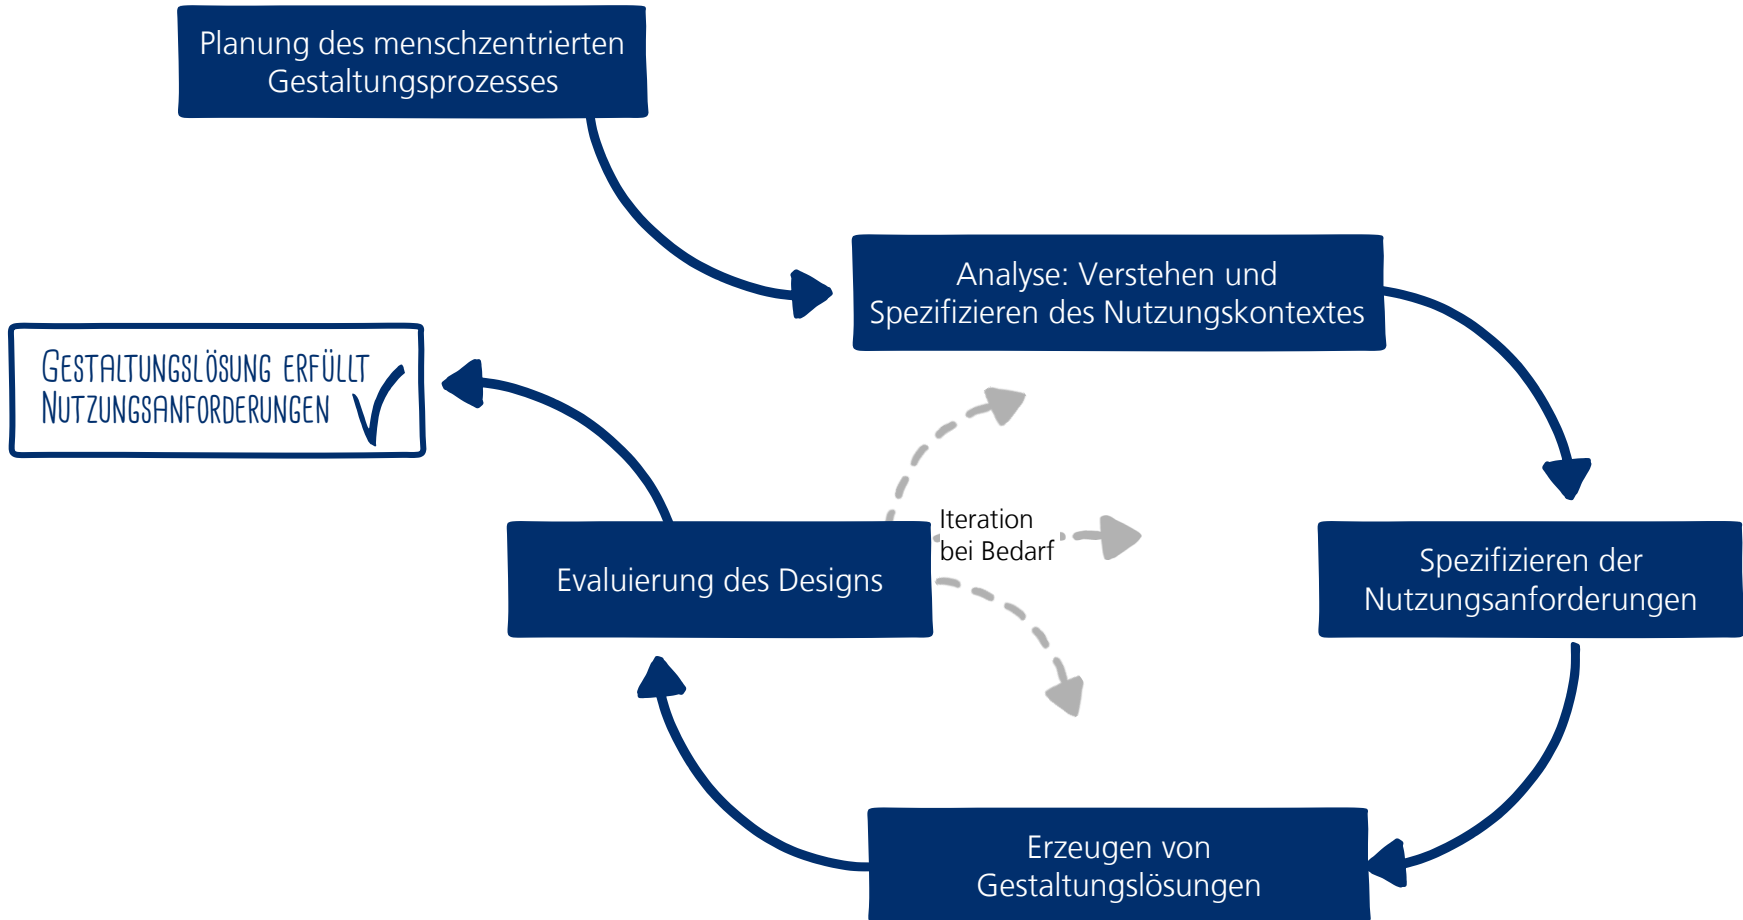 Planung des menschzentrierten
Gestaltungsprozesses
Analyse: Verstehen und
Spezifizieren des Nutzungskontextes
Gestaltungslösung erfüllt
Nutzungsanforderungen
Iteration
bei Bedarf
Evaluierung des Designs
Spezifizieren der
Nutzungsanforderungen
Erzeugen von
Gestaltungslösungen